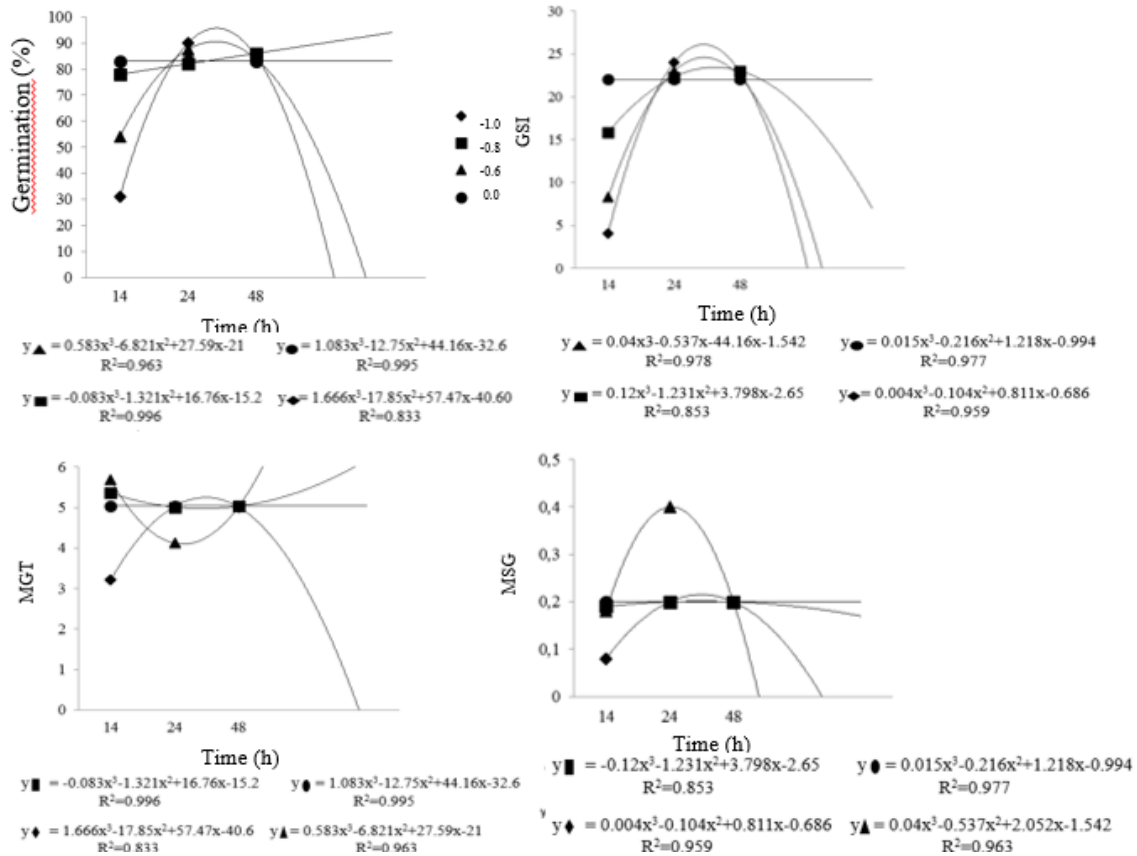 Germination (%)
100
90
80
70
60
50
40
30
20
10
0
14 24 48
Time (h)
-1.0
-0.8
-0.6
0.0
y = 0.583x³-6.821x²+27.59x-21
R²=0.963
y = 1.083x³-12.75x²+44.16x-32.6
R²=0.995
y = -0.083x³-1.321x²+16.76x-15.2
R²=0.996
y = 1.666x³-17.85x²+57.47x-40.60
R²=0.833
GSI
30
25
20
15
10
5
0
14 24 48
Time (h)
y = 0.04x3-0.537x-44.16x-1.542
R²=0.978
y = 0.015x³-0.216x²+1.218x-0.994
R²=0.977
y = 0.12x³-1.231x²+3.798x-2.65
R²=0.853
y = 0.004x³-0.104x²+0.811x-0.686
R²=0.959
MGT
6
5
4
3
2
1
0
14 24 48
Time (h)
y = -0.083x³-1.321x²+16.76x-15.2
R²=0.996
y = 1.083x³-12.75x²+44.16x-32.6
R²=0.995
y = 1.666x³-17.85x²+57.47x-40.6
R²=0.833
y = 0.583x³-6.821x²+27.59x-21
R²=0.963
MSG
0,5
0,4
0,3
0,2
0,1
0
14 24 48
Time (h)
y = -0.12x³-1.231x²+3.798x-2.65
R²=0.853
y = 0.015x³-0.216x²+1.218x-0.994
R²=0.977
= 0.004x³-0.104x²+0.811x-0.686
R²=0.959
y = 0.04x³-0.537x²+2.052x-1.542
R²=0.963